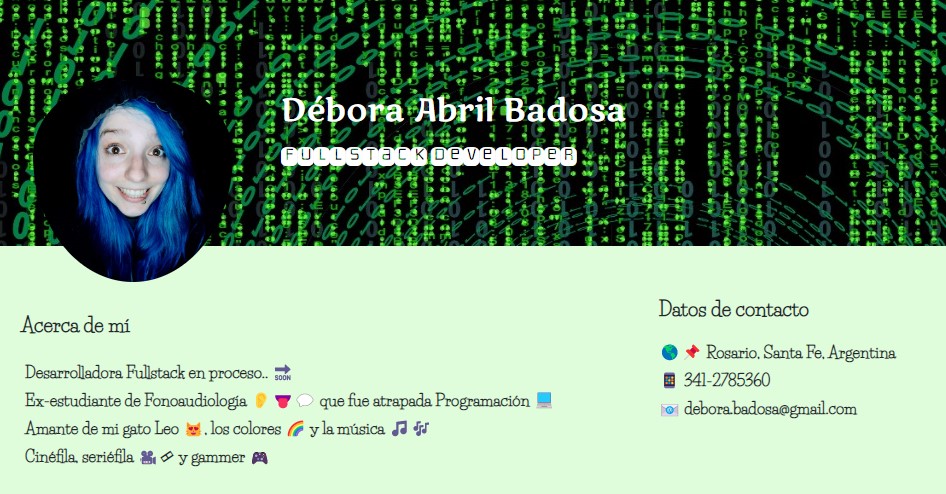 Débora Abril Badosa
FULLSTACK DEVELOPER
Acerca de mí
Desarrolladora Fullstack en proceso.. 🔜
Ex-estudiante de Fonoaudiología 👂👅💬 que fue atrapada Programación 💻
Amante de mi gato Leo 😻, los colores 🌈 y la música 🎵🎶
Cinéfila, seriéfila 🎥🎞 y gammer 🎮
Datos de contacto
🌎📌 Rosario, Santa Fe, Argentina
📱 341-2785360
📧 debora.badosa@gmail.com